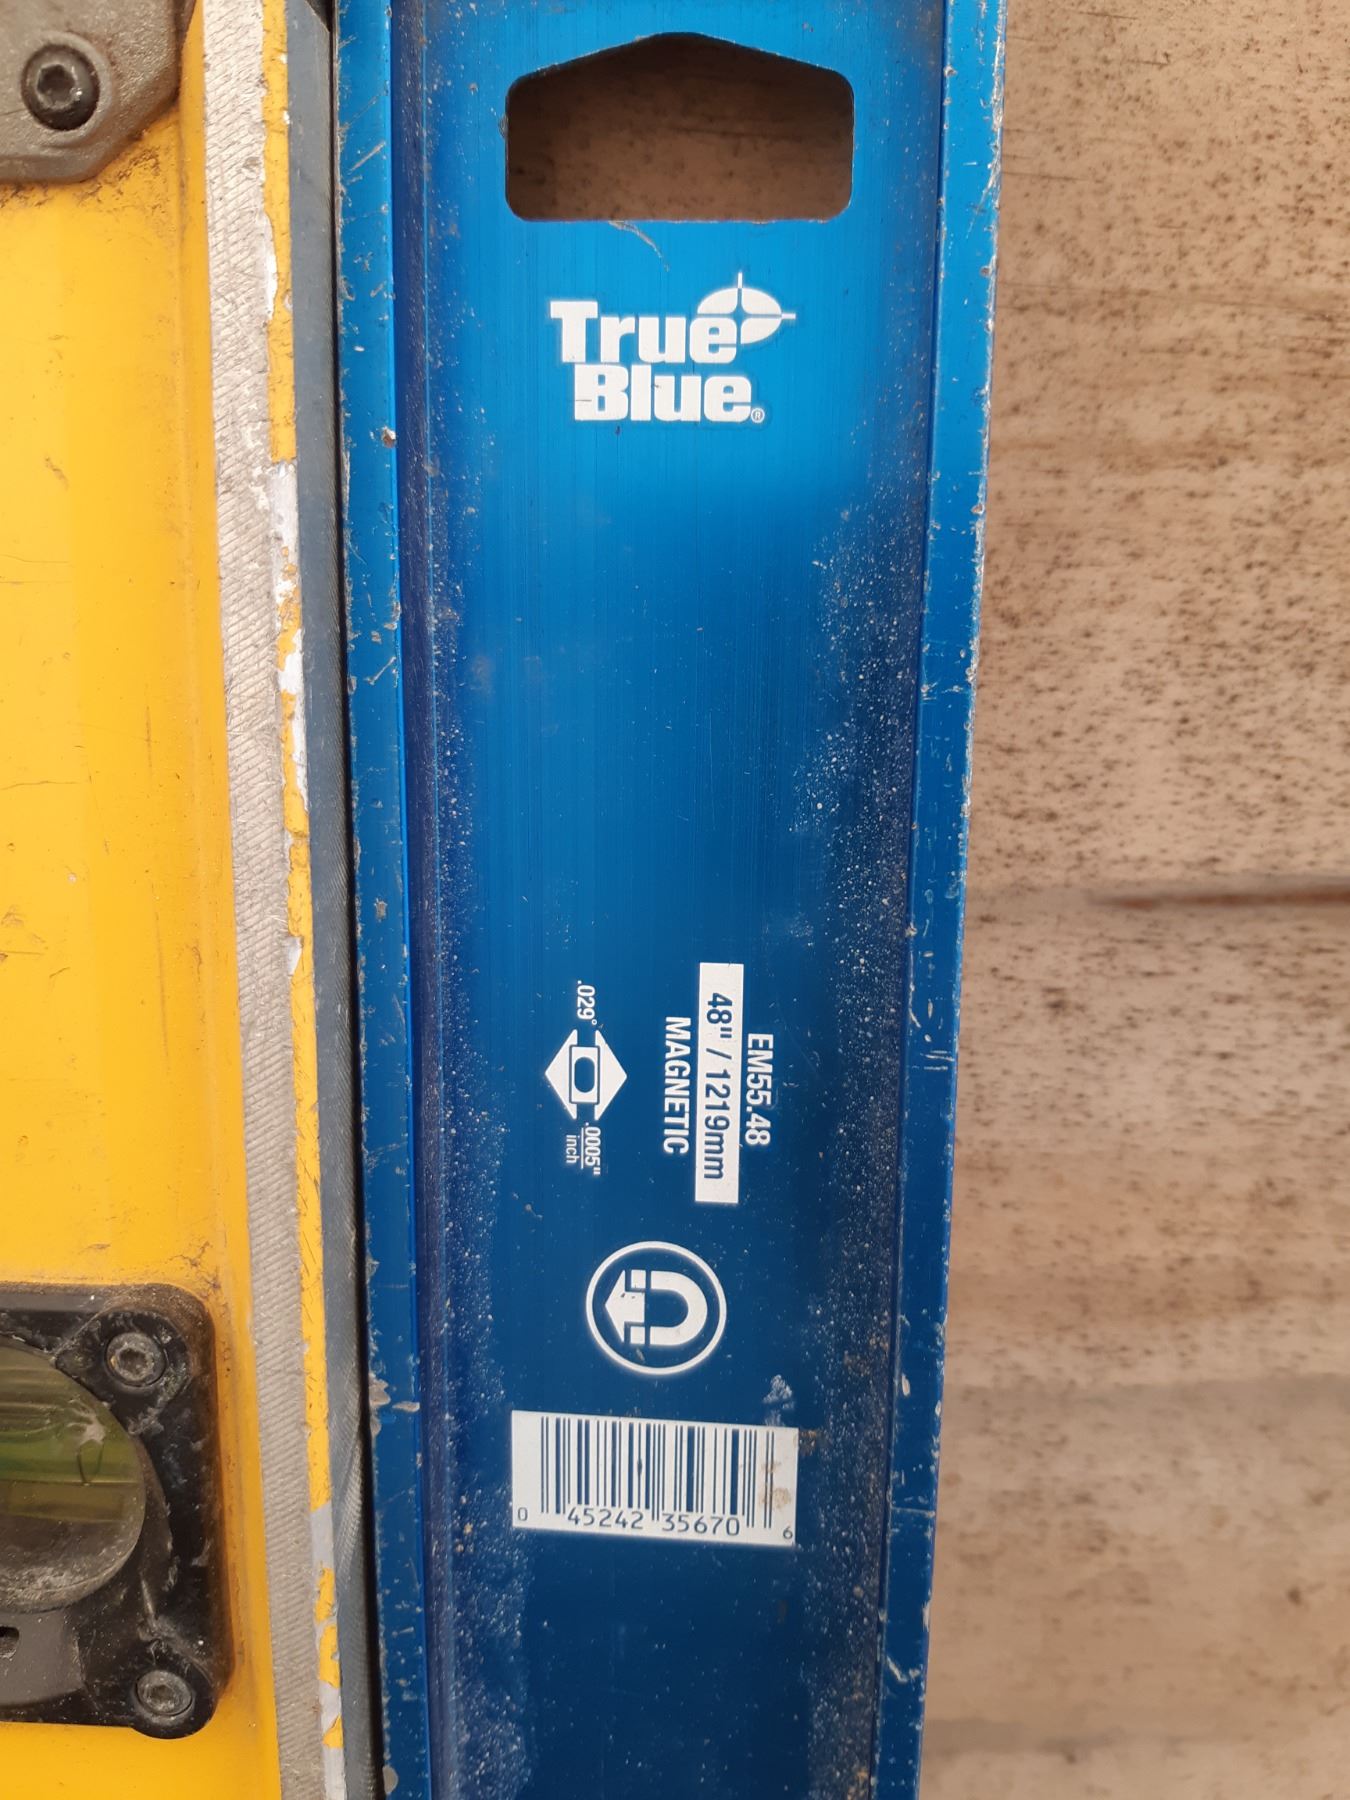 True
Blue®
EM55.48
48" / 1219mm
MAGNETIC
.029°
.0005"
inch
0 45242 35670 6